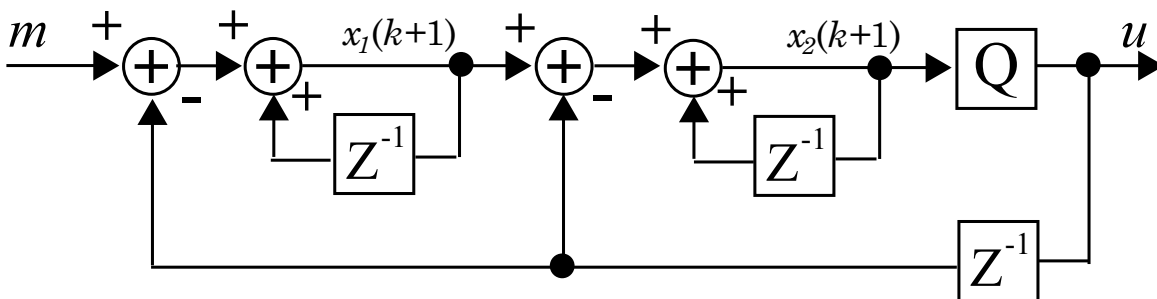 m + + x₁(k+1) + + x₂(k+1) u
+ + + + Q
- + - +
Z⁻¹ Z⁻¹
Z⁻¹